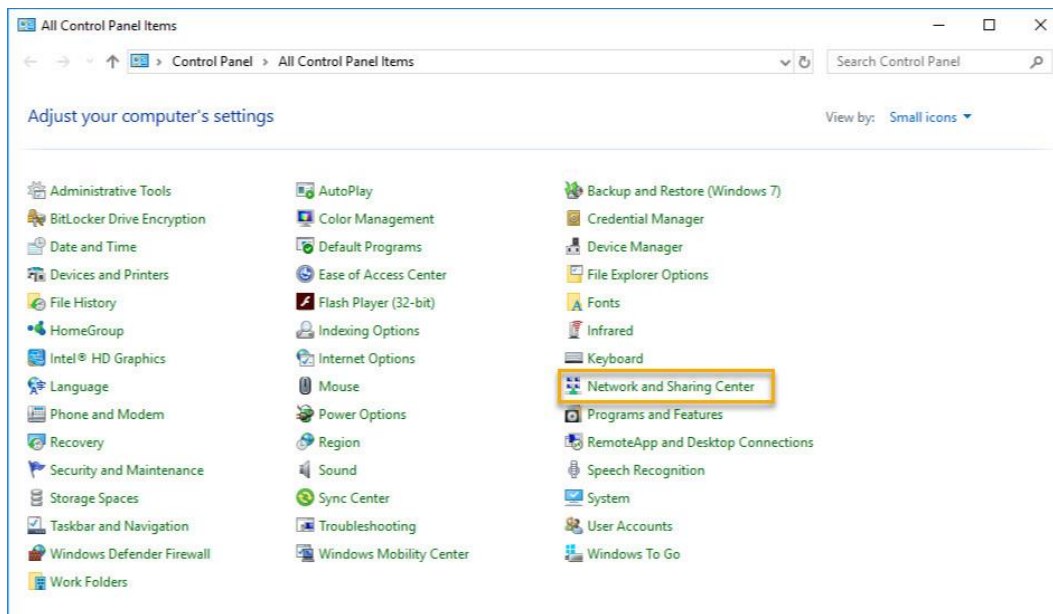 All Control Panel Items
Control Panel > All Control Panel Items
Search Control Panel
Adjust your computer's settings
View by: Small icons
Administrative Tools
AutoPlay
Backup and Restore (Windows 7)
BitLocker Drive Encryption
Color Management
Credential Manager
Date and Time
Default Programs
Device Manager
Devices and Printers
Ease of Access Center
File Explorer Options
File History
Flash Player (32-bit)
Fonts
HomeGroup
Indexing Options
Infrared
Intel® HD Graphics
Internet Options
Keyboard
Language
Mouse
Network and Sharing Center
Phone and Modem
Power Options
Programs and Features
Recovery
Region
RemoteApp and Desktop Connections
Security and Maintenance
Sound
Speech Recognition
Storage Spaces
Sync Center
System
Taskbar and Navigation
Troubleshooting
User Accounts
Windows Defender Firewall
Windows Mobility Center
Windows To Go
Work Folders